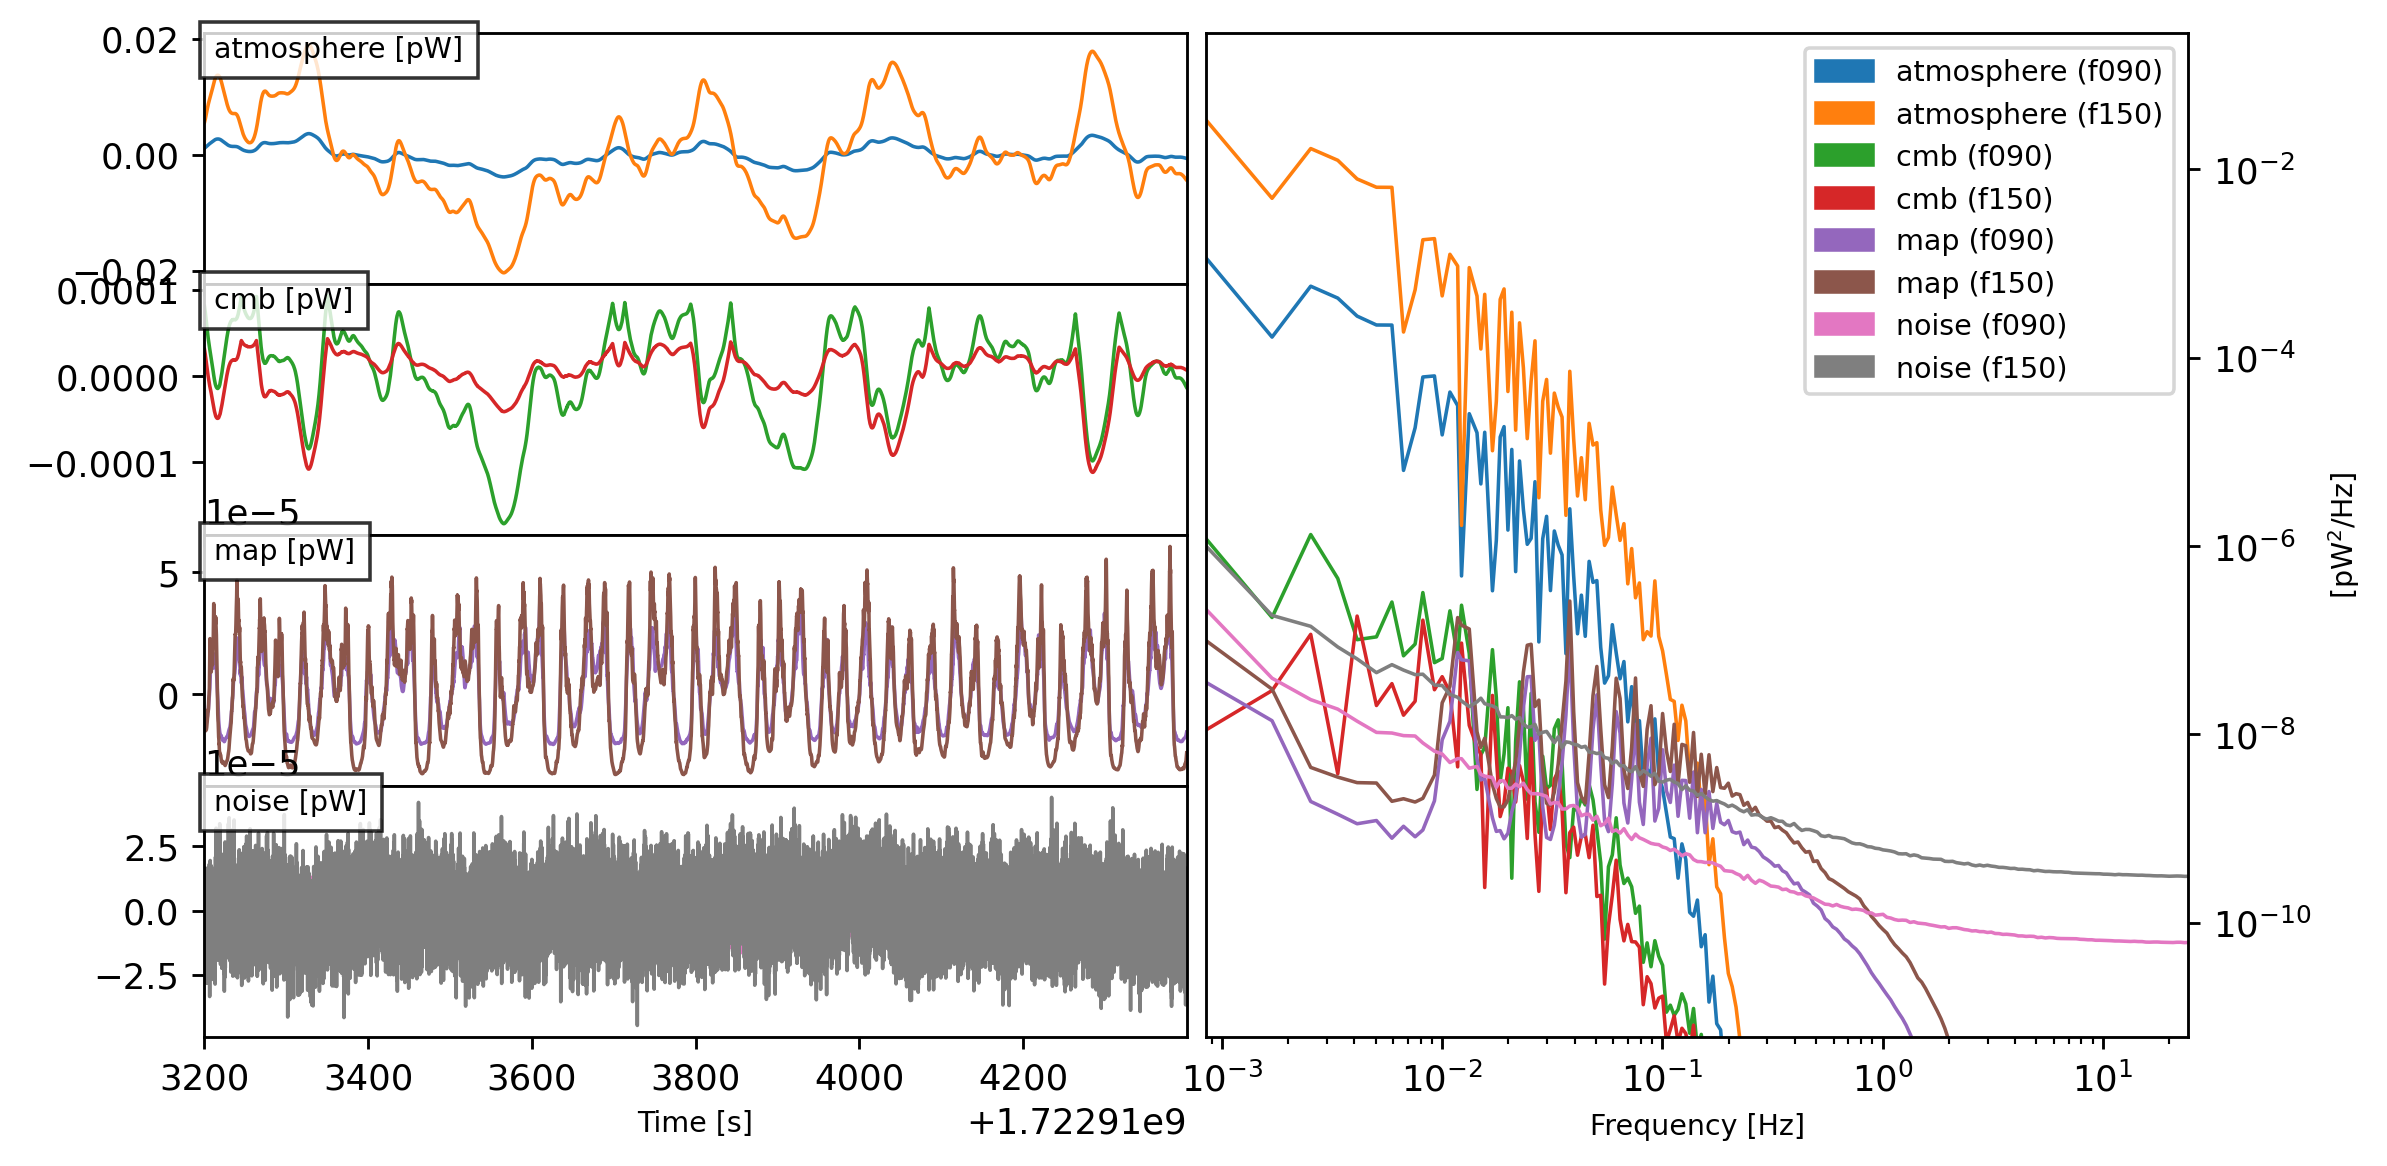 0.02
atmosphere [pW]
0.00
−0.02
0.0001
cmb [pW]
0.0000
−0.0001
1e−5
map [pW]
5
0
1e−5
noise [pW]
2.5
0.0
−2.5
3200 3400 3600 3800 4000 4200
Time [s]
+1.72291e9
atmosphere (f090)
atmosphere (f150)
cmb (f090)
cmb (f150)
map (f090)
map (f150)
noise (f090)
noise (f150)
10⁻²
10⁻⁴
10⁻⁶
10⁻⁸
10⁻¹⁰
[pW²/Hz]
10⁻³ 10⁻² 10⁻¹ 10⁰ 10¹
Frequency [Hz]